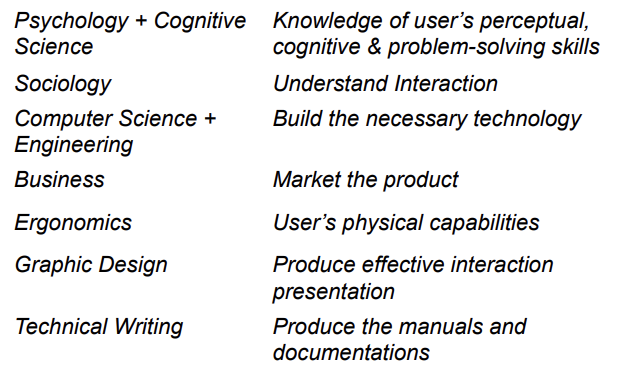 Psychology + Cognitive Science
Knowledge of user's perceptual, cognitive & problem-solving skills
Sociology
Understand Interaction
Computer Science + Engineering
Build the necessary technology
Business
Market the product
Ergonomics
User's physical capabilities
Graphic Design
Produce effective interaction presentation
Technical Writing
Produce the manuals and documentations